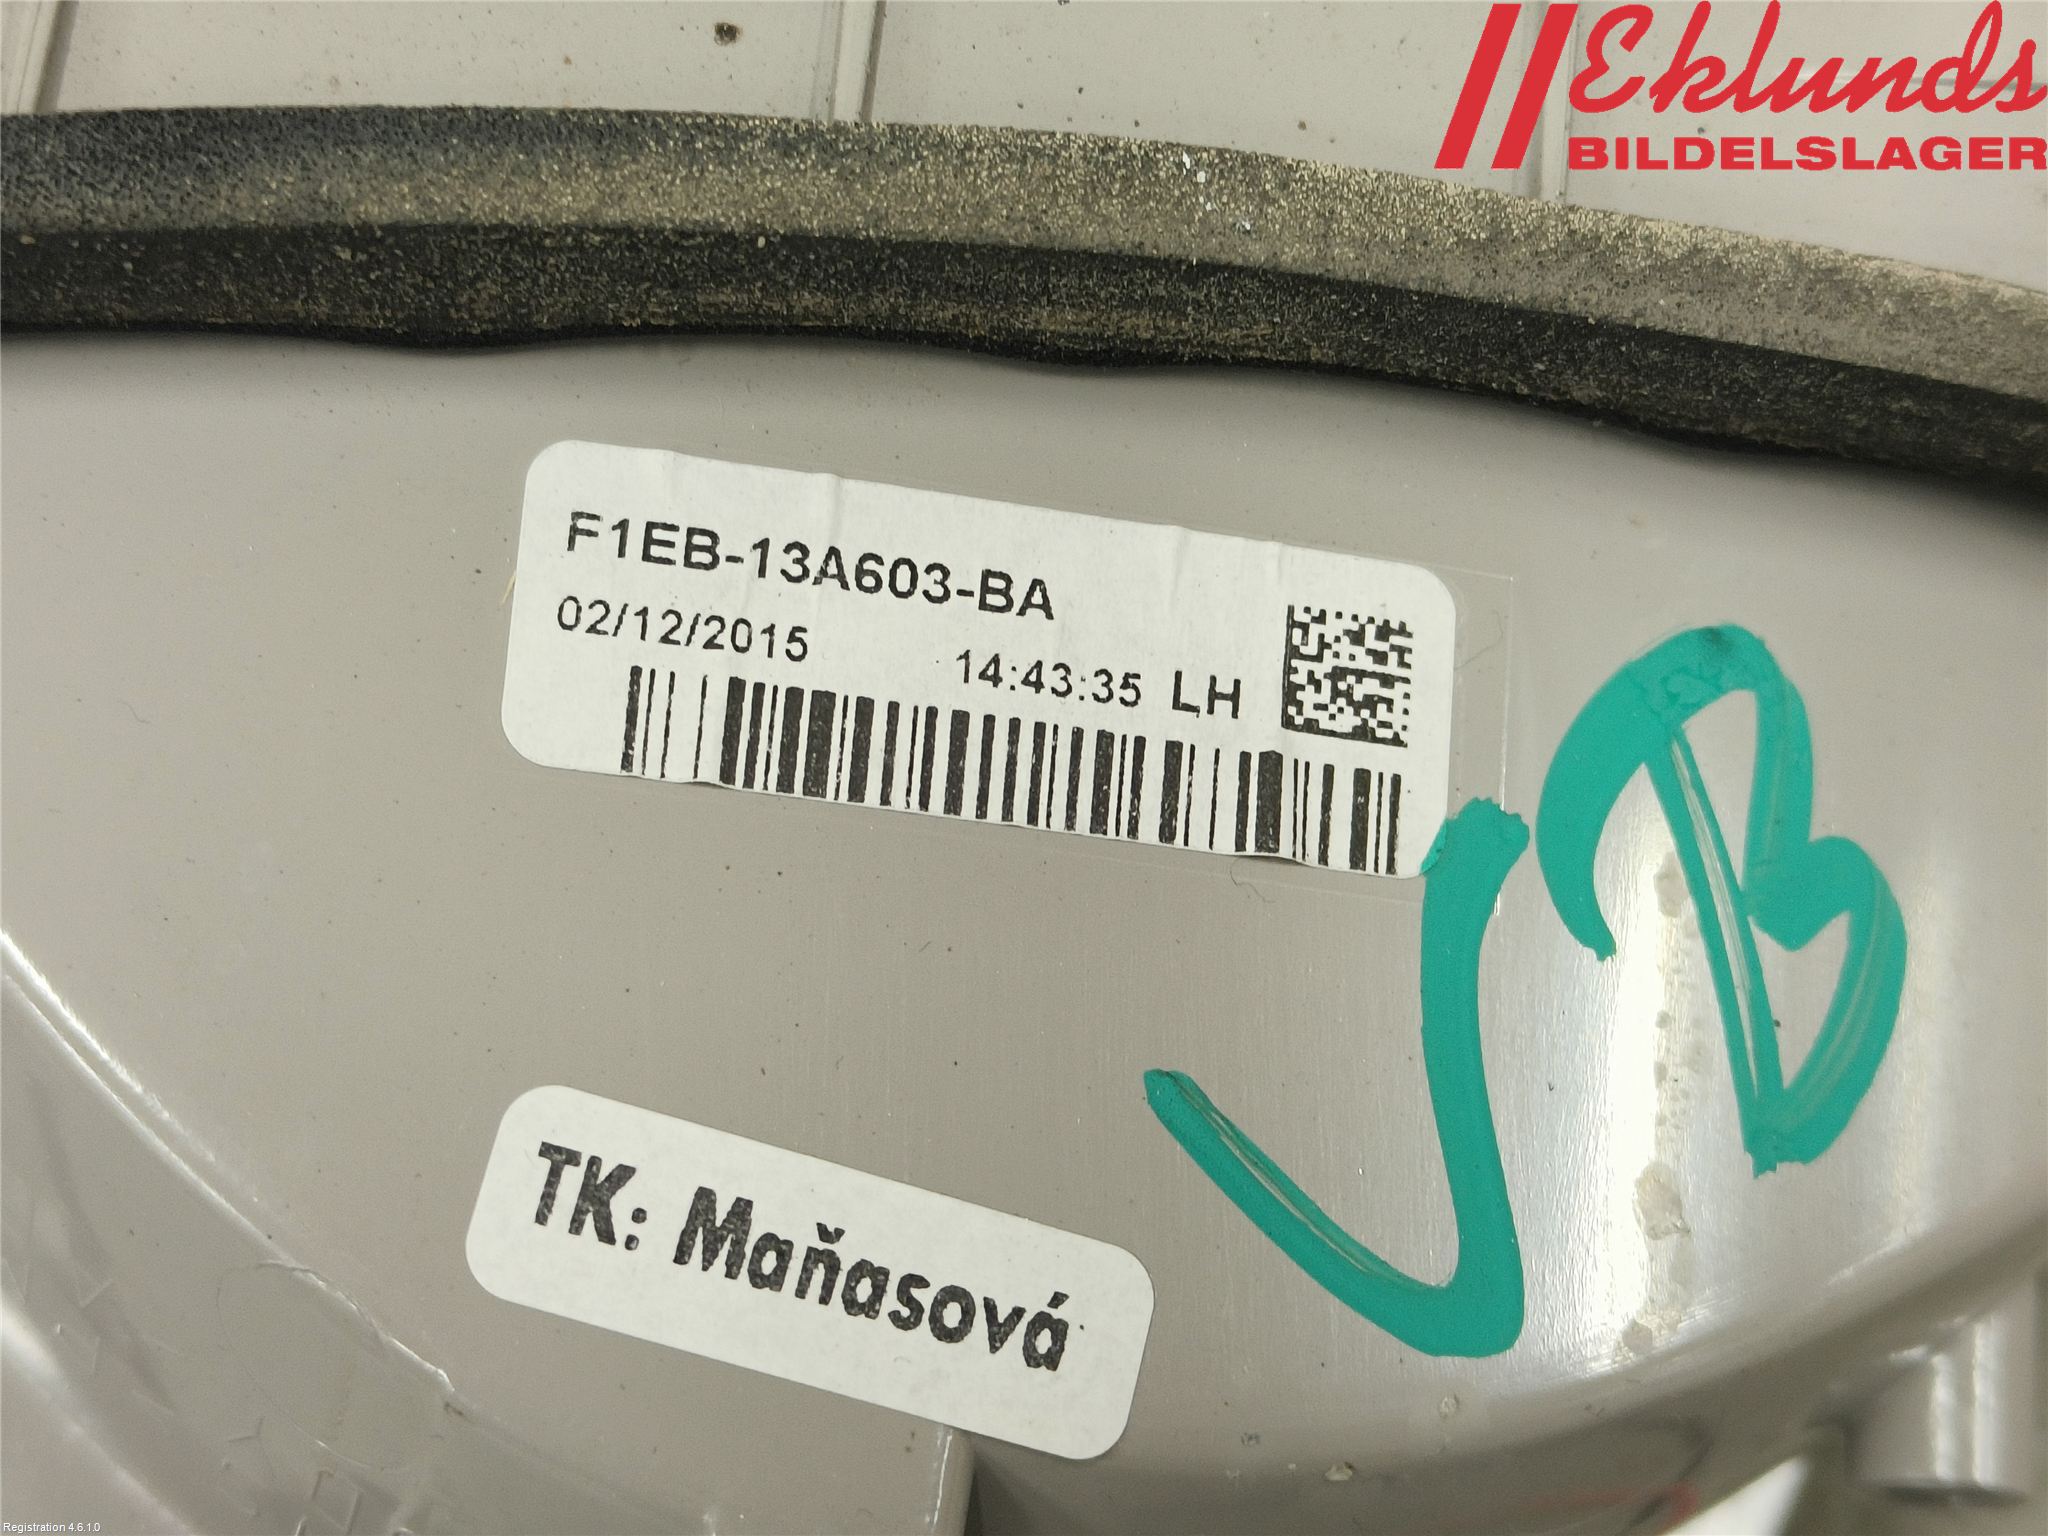 Eklunds
BILDELSLAGER
F1EB-13A603-BA
02/12/2015 14:43:35 LH
VB
TK: Maňasová
Registration 4.6.1.0